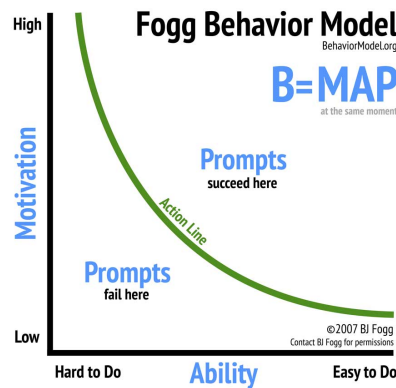 High
Fogg Behavior Model
BehaviorModel.org
B=MAP
at the same moment
Motivation
Prompts
succeed here
Action Line
Prompts
fail here
Low
©2007 BJ Fogg
Contact BJ Fogg for permissions
Hard to Do
Ability
Easy to Do